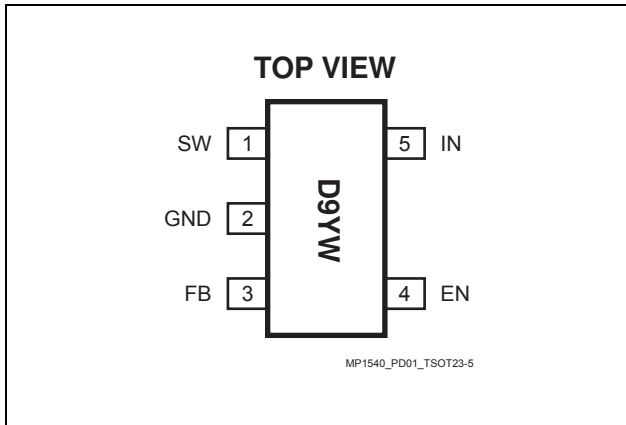 TOP VIEW
SW 1 5 IN
GND 2
D9YW
FB 3 4 EN
MP1540_PD01_TSOT23-5